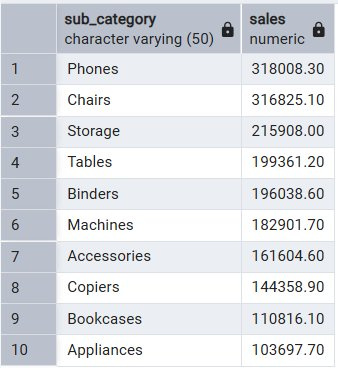 sub_category sales
character varying (50) numeric
1 Phones 318008.30
2 Chairs 316825.10
3 Storage 215908.00
4 Tables 199361.20
5 Binders 196038.60
6 Machines 182901.70
7 Accessories 161604.60
8 Copiers 144358.90
9 Bookcases 110816.10
10 Appliances 103697.70